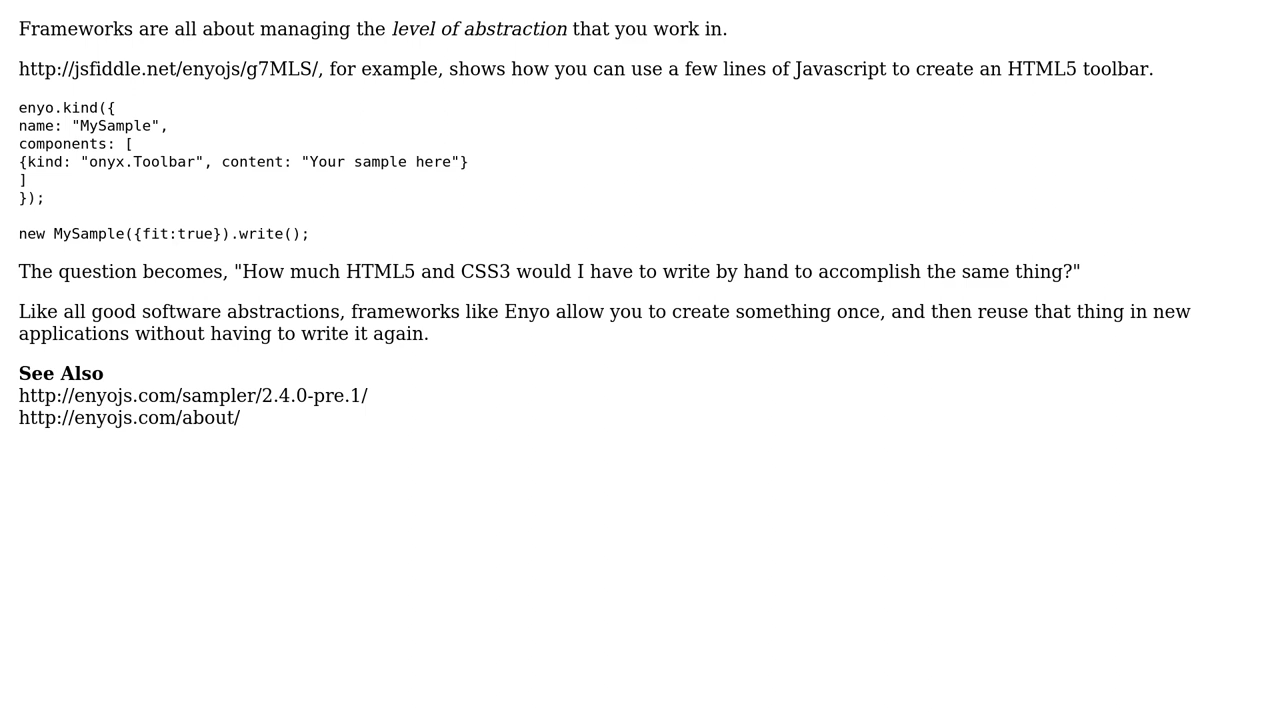 Frameworks are all about managing the level of abstraction that you work in.
http://jsfiddle.net/enyojs/g7MLS/, for example, shows how you can use a few lines of Javascript to create an HTML5 toolbar.
enyo.kind({
name: "MySample",
components: [
{kind: "onyx.Toolbar", content: "Your sample here"}
]
});
new MySample({fit:true}).write();
The question becomes, "How much HTML5 and CSS3 would I have to write by hand to accomplish the same thing?"
Like all good software abstractions, frameworks like Enyo allow you to create something once, and then reuse that thing in new
applications without having to write it again.
See Also
http://enyojs.com/sampler/2.4.0-pre.1/
http://enyojs.com/about/